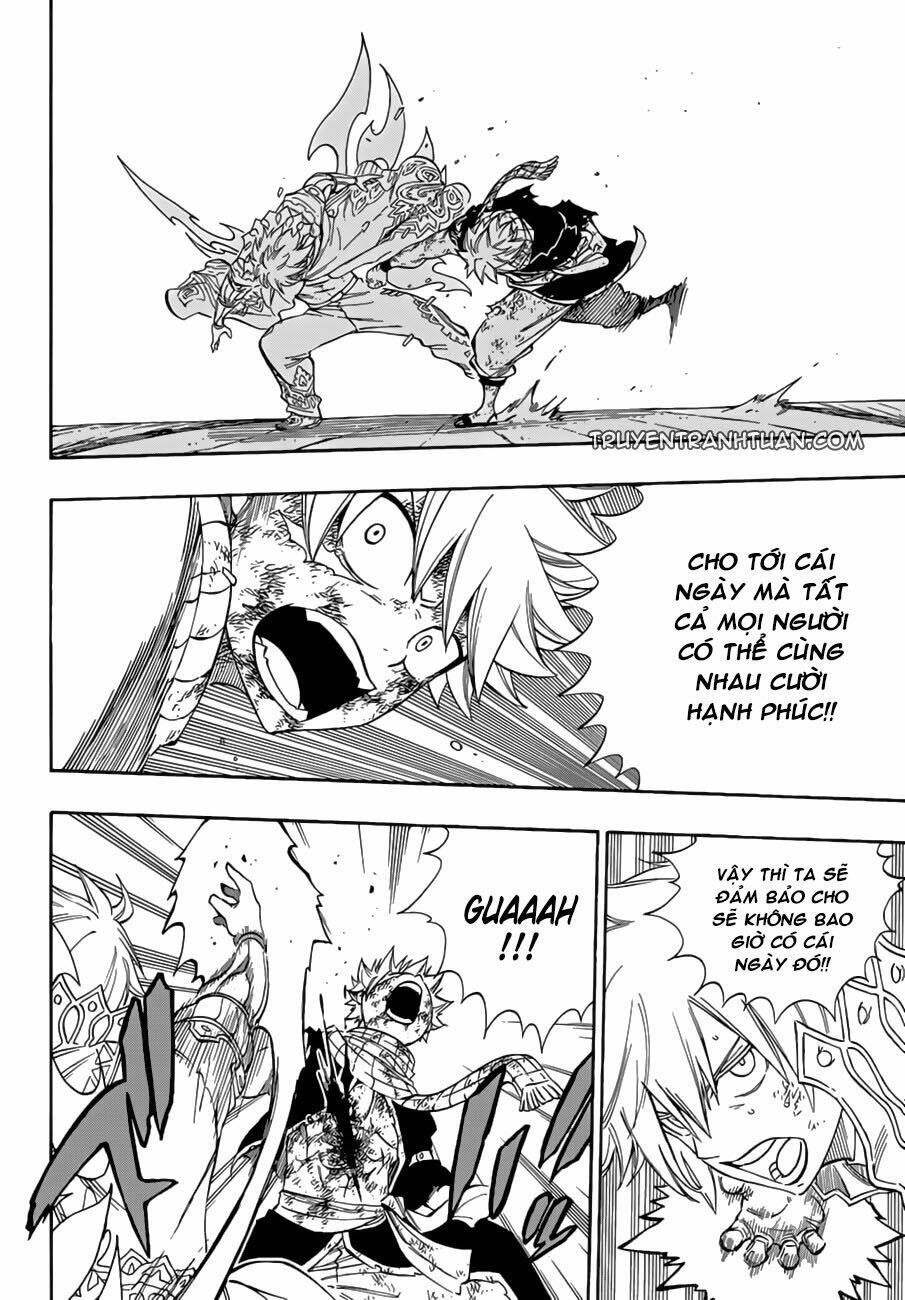 TRUYENTRANHTUAN.COM
CHO TỚI CÁI
NGÀY MÀ TẤT
CẢ MỌI NGƯỜI
CÓ THỂ CÙNG
NHAU CƯỜI
HẠNH PHÚC!!
VẬY THÌ TA SẼ
ĐẢM BẢO CHO
SẼ KHÔNG BAO
GIỜ CÓ CÁI
NGÀY ĐÓ!!
GUAAAH
!!!